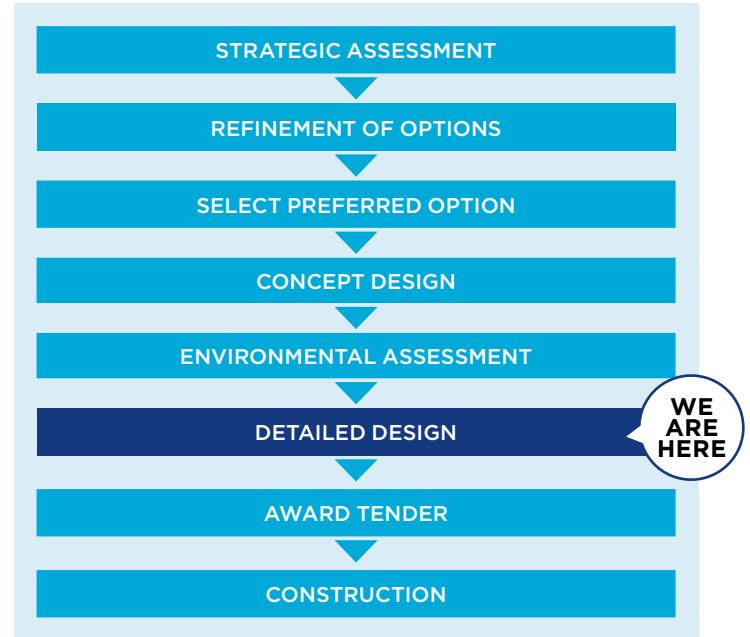 STRATEGIC ASSESSMENT
REFINEMENT OF OPTIONS
SELECT PREFERRED OPTION
CONCEPT DESIGN
ENVIRONMENTAL ASSESSMENT
DETAILED DESIGN
WE
ARE
HERE
AWARD TENDER
CONSTRUCTION